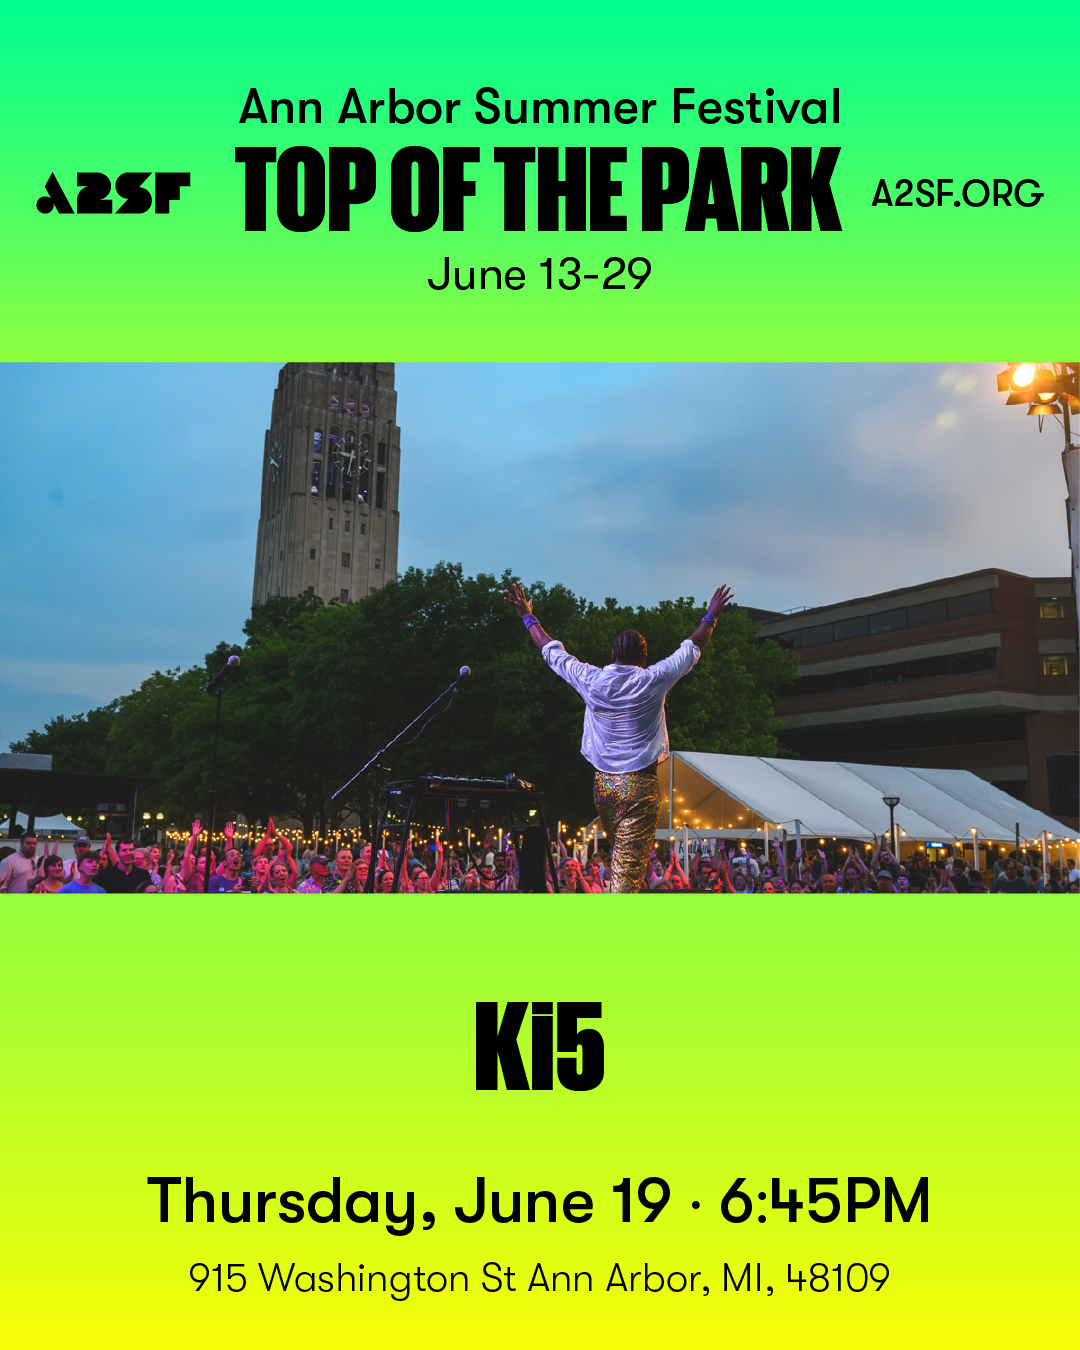 Ann Arbor Summer Festival
A2SF
TOP OF THE PARK
A2SF.ORG
June 13-29
Ki5
Thursday, June 19 · 6:45PM
915 Washington St Ann Arbor, MI, 48109